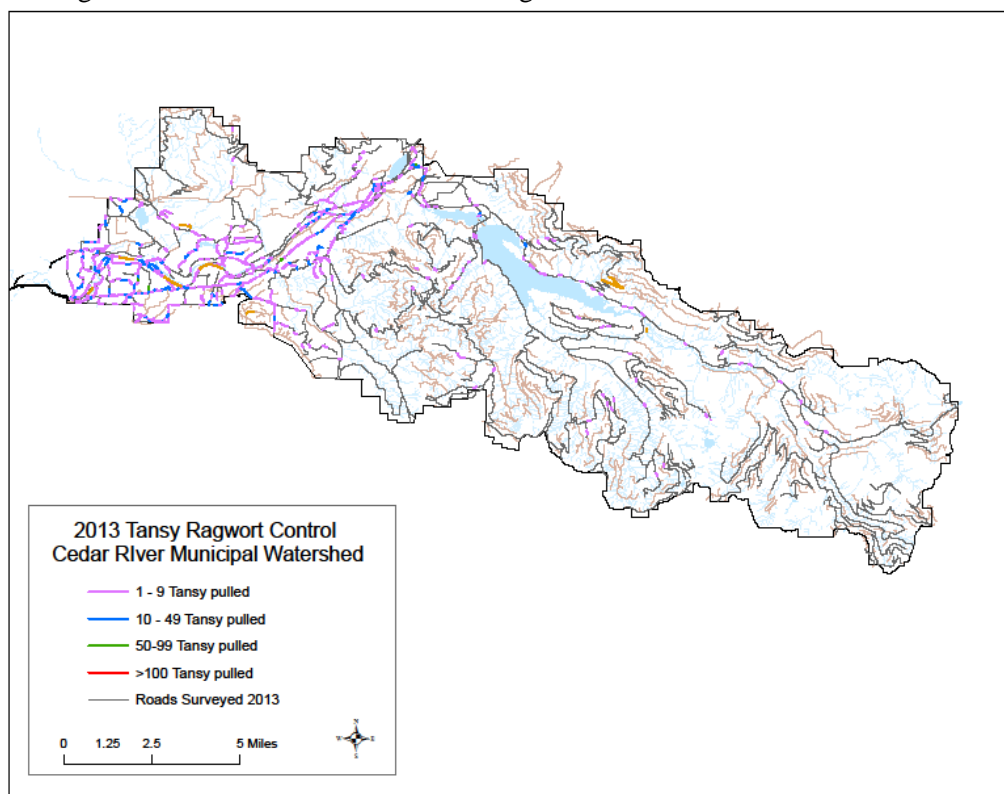 2013 Tansy Ragwort Control
Cedar RIver Municipal Watershed
1 - 9 Tansy pulled
10 - 49 Tansy pulled
50-99 Tansy pulled
>100 Tansy pulled
Roads Surveyed 2013
N
W E
S
0 1.25 2.5 5 Miles